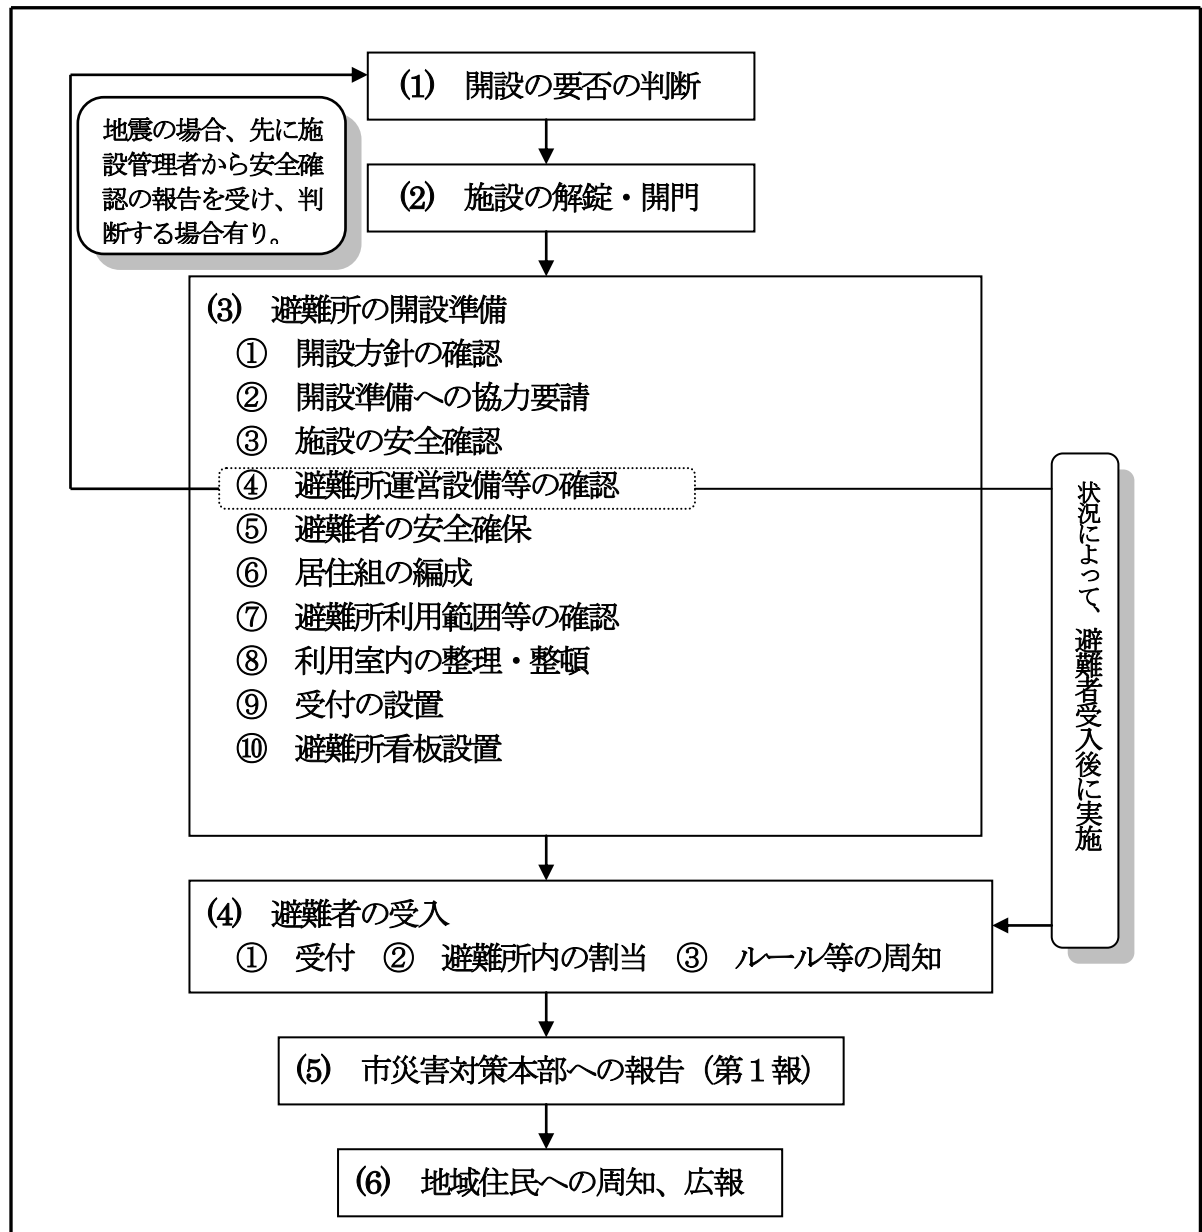 (1) 開設の要否の判断
地震の場合、先に施
設管理者から安全確
認の報告を受け、判
断する場合有り。
(2) 施設の解錠・開門
(3) 避難所の開設準備
① 開設方針の確認
② 開設準備への協力要請
③ 施設の安全確認
④ 避難所運営設備等の確認
⑤ 避難者の安全確保
⑥ 居住組の編成
⑦ 避難所利用範囲等の確認
⑧ 利用室内の整理・整頓
⑨ 受付の設置
⑩ 避難所看板設置
状況によって、避難者受入後に実施
(4) 避難者の受入
① 受付 ② 避難所内の割当 ③ ルール等の周知
(5) 市災害対策本部への報告（第１報）
(6) 地域住民への周知、広報